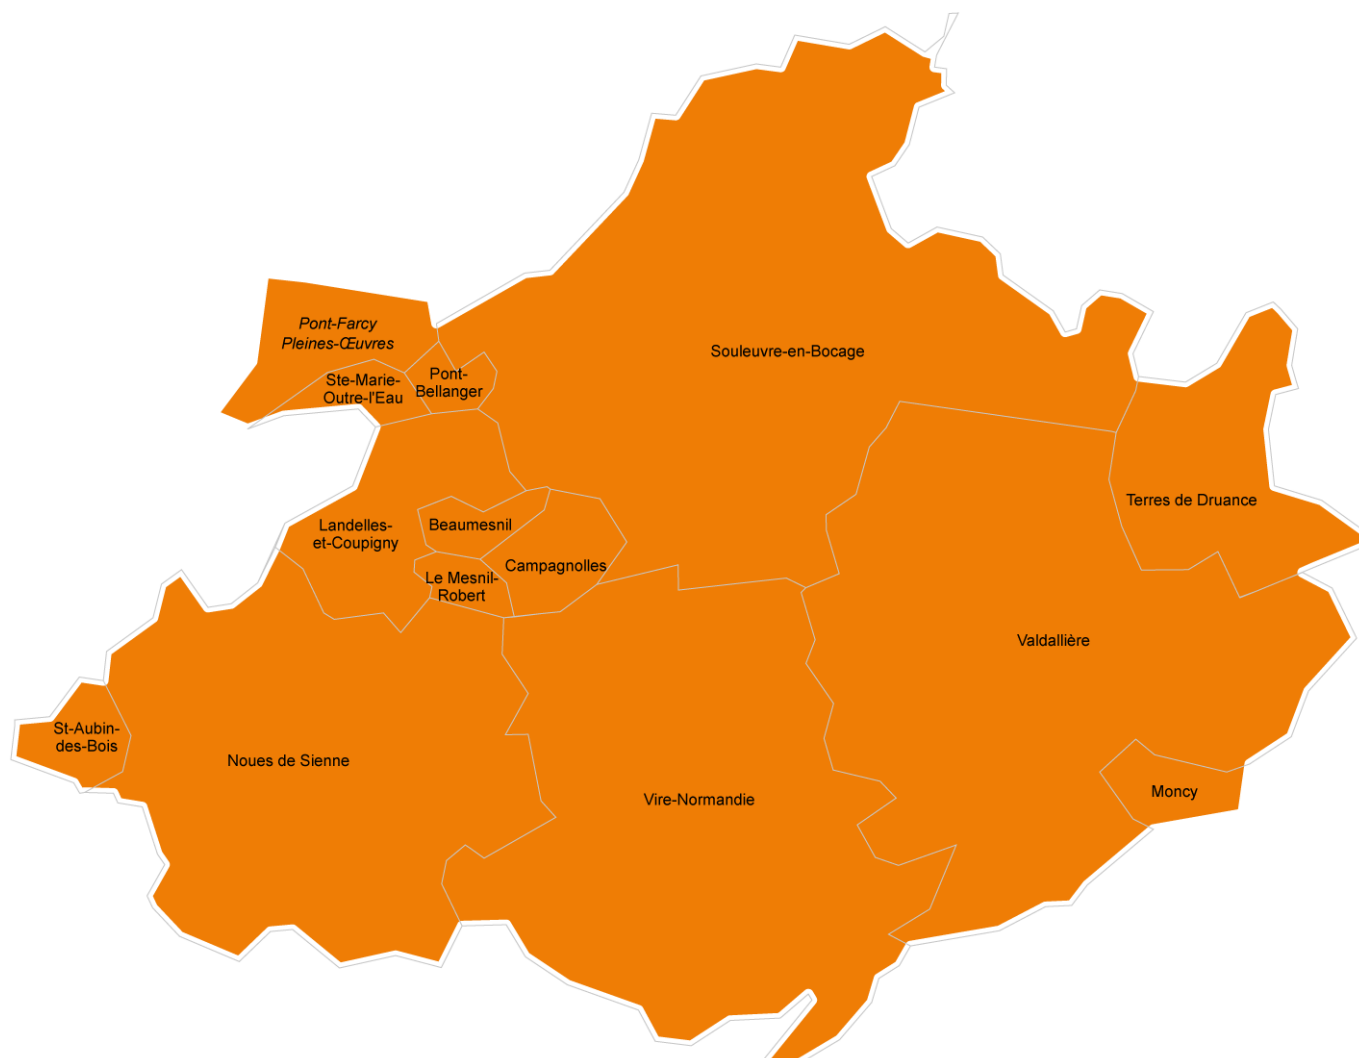 Pont-Farcy
Pleines-Œuvres
Souleuvre-en-Bocage
Ste-Marie-
Outre-l'Eau
Pont-
Bellanger
Terres de Druance
Landelles-
et-Coupigny
Beaumesnil
Campagnolles
Le Mesnil-
Robert
Valdallière
St-Aubin-
des-Bois
Noues de Sienne
Vire-Normandie
Moncy